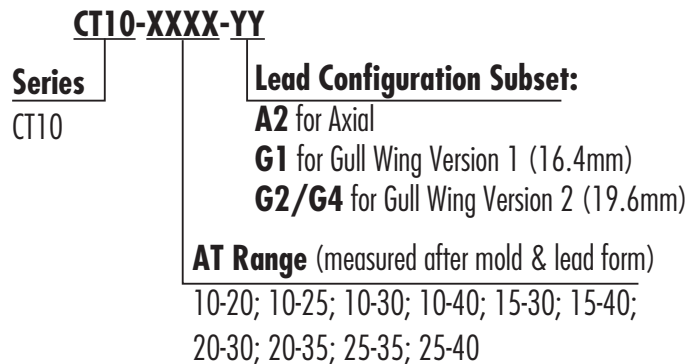 CT10-XXXX-YY
Series
CT10
Lead Configuration Subset:
A2 for Axial
G1 for Gull Wing Version 1 (16.4mm)
G2/G4 for Gull Wing Version 2 (19.6mm)
AT Range (measured after mold & lead form)
10-20; 10-25; 10-30; 10-40; 15-30; 15-40;
20-30; 20-35; 25-35; 25-40